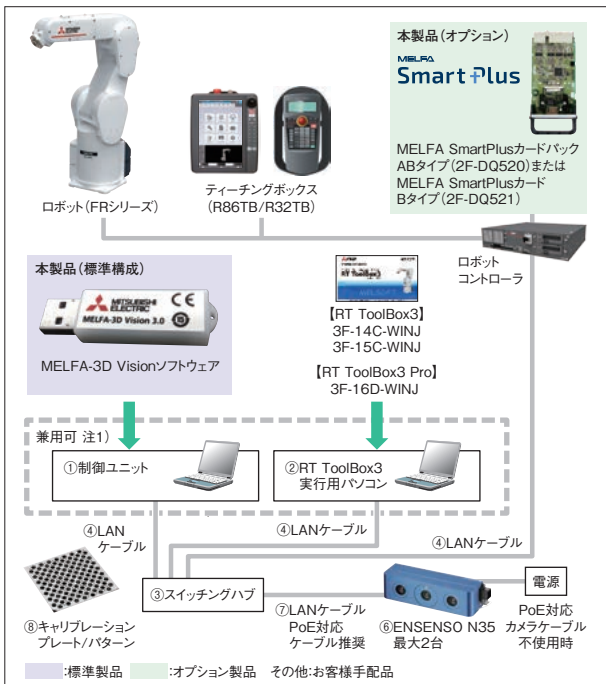 本製品(オプション)
MELFA
Smart Plus
MELFA SmartPlusカードパック
ABタイプ(2F-DQ520)または
MELFA SmartPlusカード
Bタイプ(2F-DQ521)
ロボット(FRシリーズ)
ティーチングボックス
(R86TB/R32TB)
ロボット
コントローラ
本製品(標準構成)
MITSUBISHI
ELECTRIC
MELFA-3D Vision 3.0
CE
MELFA-3D Visionソフトウェア
RT ToolBox3
【RT ToolBox3】
3F-14C-WINJ
3F-15C-WINJ
【RT ToolBox3 Pro】
3F-16D-WINJ
兼用可 注1)
①制御ユニット
②RT ToolBox3
実行用パソコン
④LAN
ケーブル
④LANケーブル
④LANケーブル
③スイッチングハブ
電源
⑧キャリブレーション
プレート/パターン
⑦LANケーブル
PoE対応
ケーブル推奨
⑥ENSENSO N35
最大2台
PoE対応
カメラケーブル
不使用時
:標準製品 :オプション製品 その他:お客様手配品